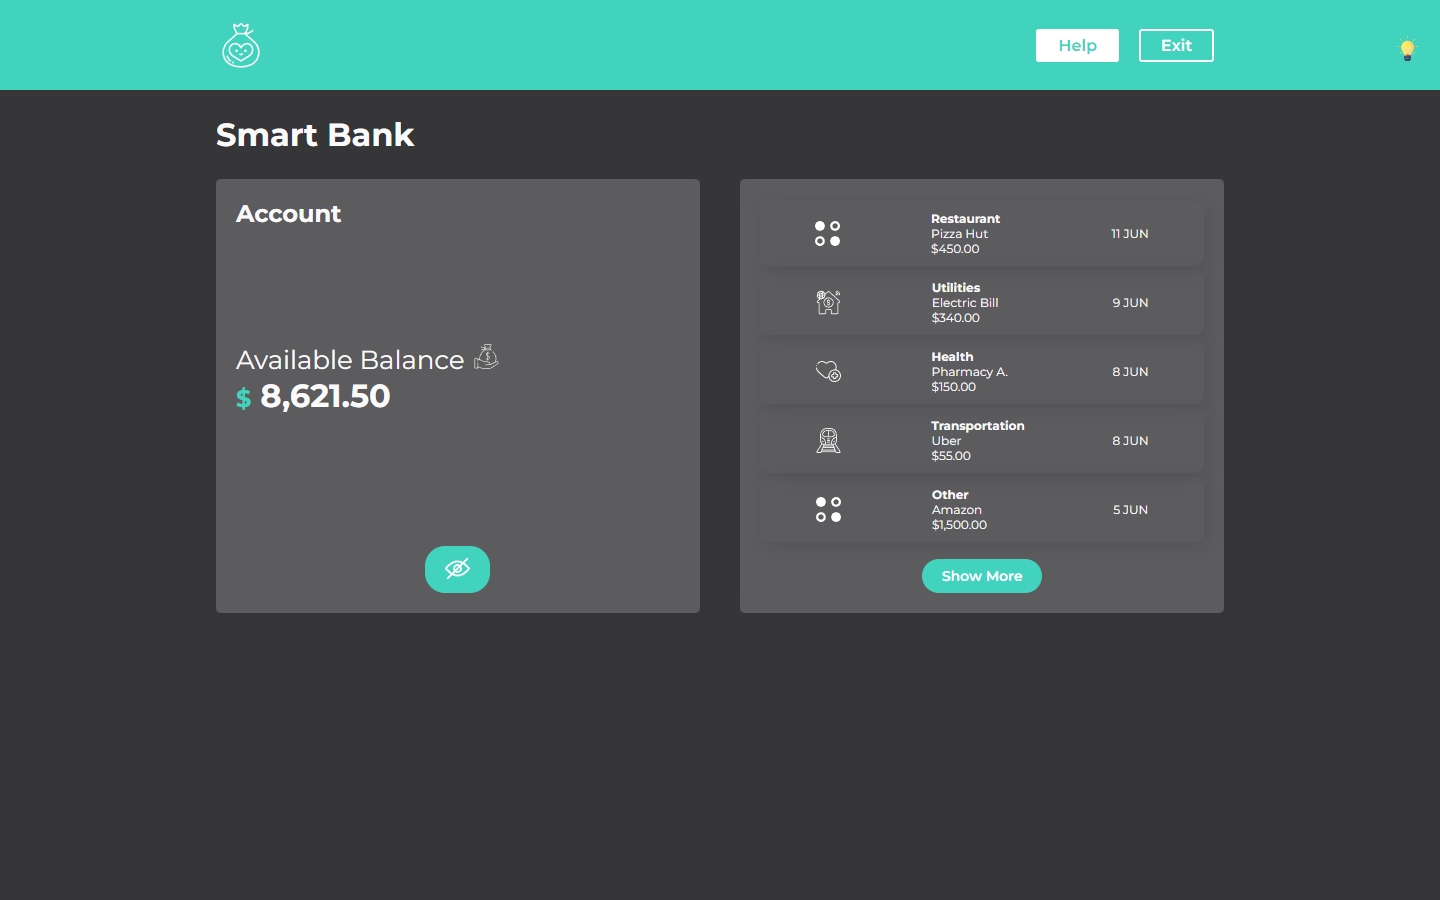 Help
Exit
Smart Bank
Account
Available Balance
$ 8,621.50
Restaurant
Pizza Hut
$450.00
11 JUN
Utilities
Electric Bill
$340.00
9 JUN
Health
Pharmacy A.
$150.00
8 JUN
Transportation
Uber
$55.00
8 JUN
Other
Amazon
$1,500.00
5 JUN
Show More